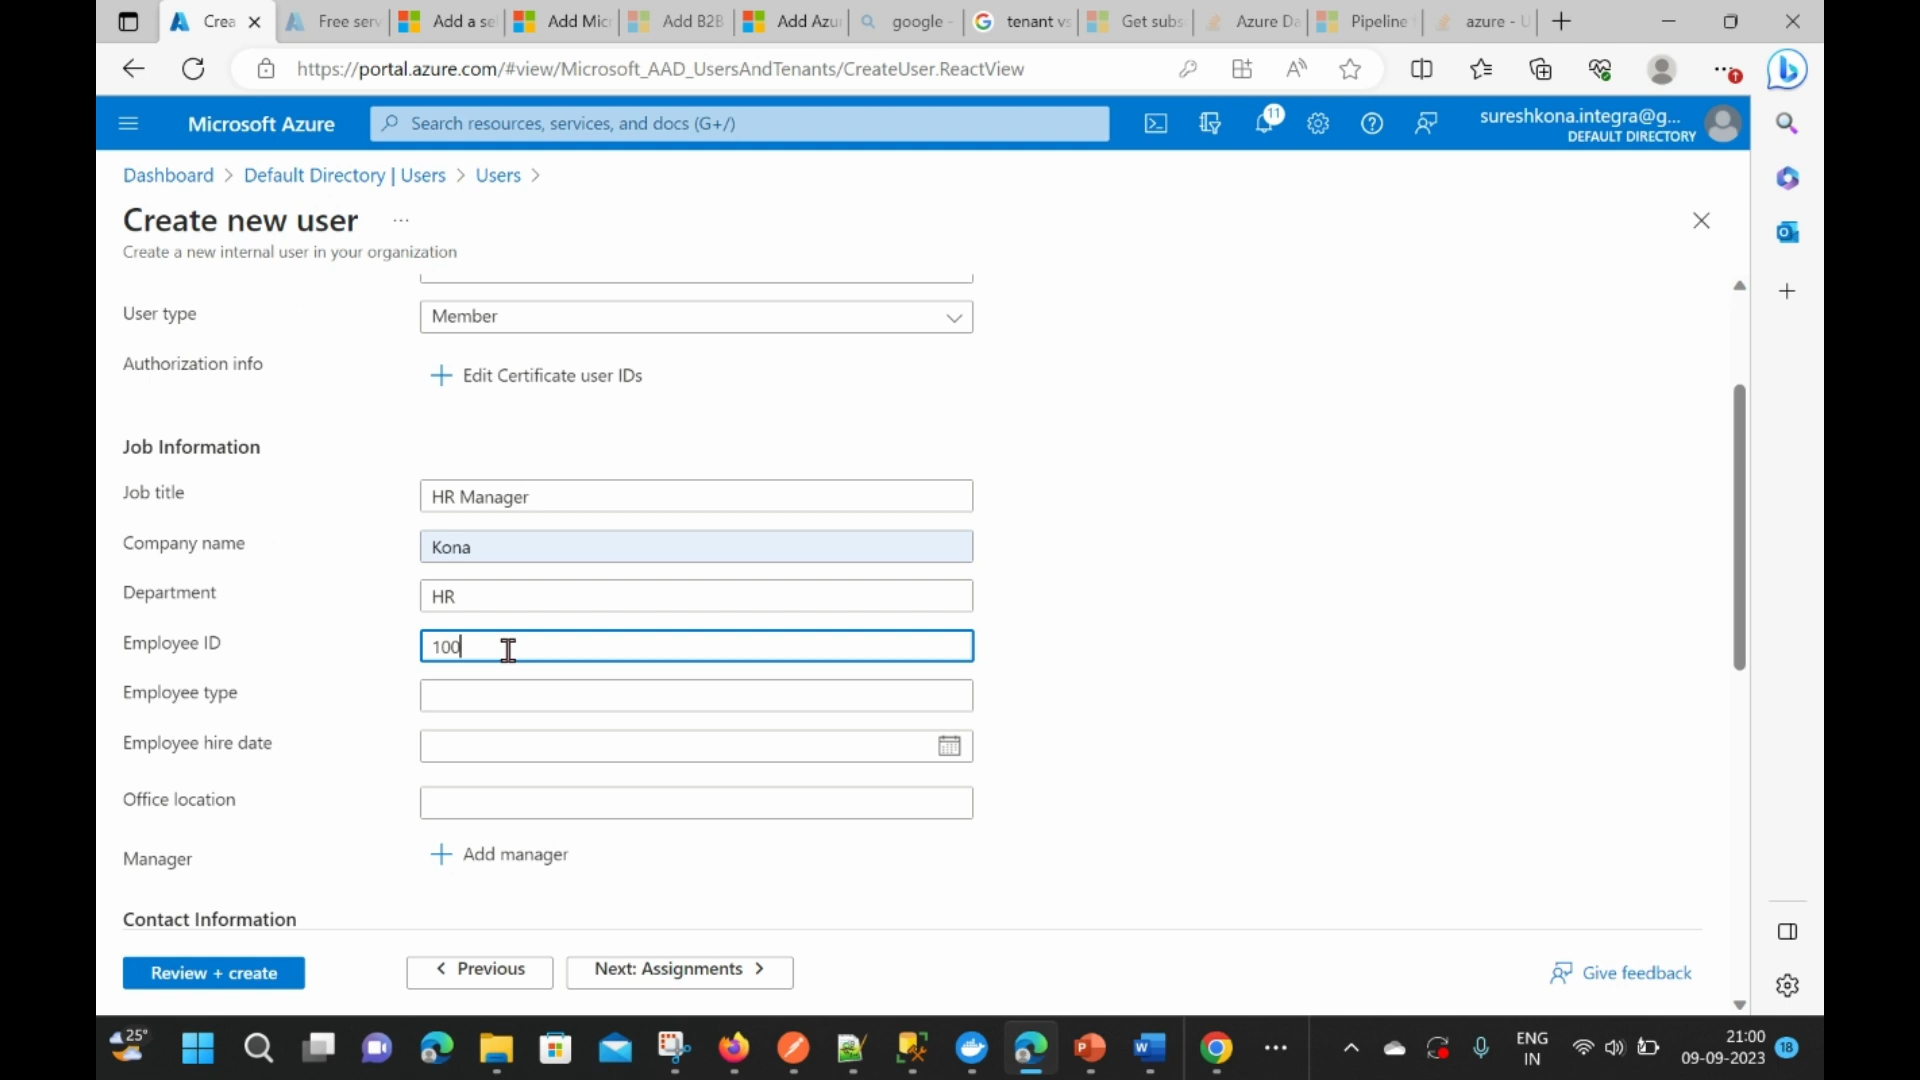 Crea
Free serv
Add a se
Add Micr
Add B2B
Add Azur
google -
tenant vs
Get subs
Azure Da
Pipeline
azure - U
https://portal.azure.com/#view/Microsoft_AAD_UsersAndTenants/CreateUser.ReactView
Microsoft Azure
Search resources, services, and docs (G+/)
11
sureshkona.integra@g...
DEFAULT DIRECTORY
Dashboard > Default Directory | Users > Users >
Create new user ...
Create a new internal user in your organization
User type
Member
Authorization info
Edit Certificate user IDs
Job Information
Job title
HR Manager
Company name
Kona
Department
HR
Employee ID
100
Employee type
Employee hire date
Office location
Manager
Add manager
Contact Information
Review + create
< Previous
Next: Assignments >
Give feedback
25°
ENG
IN
21:00
09-09-2023
18